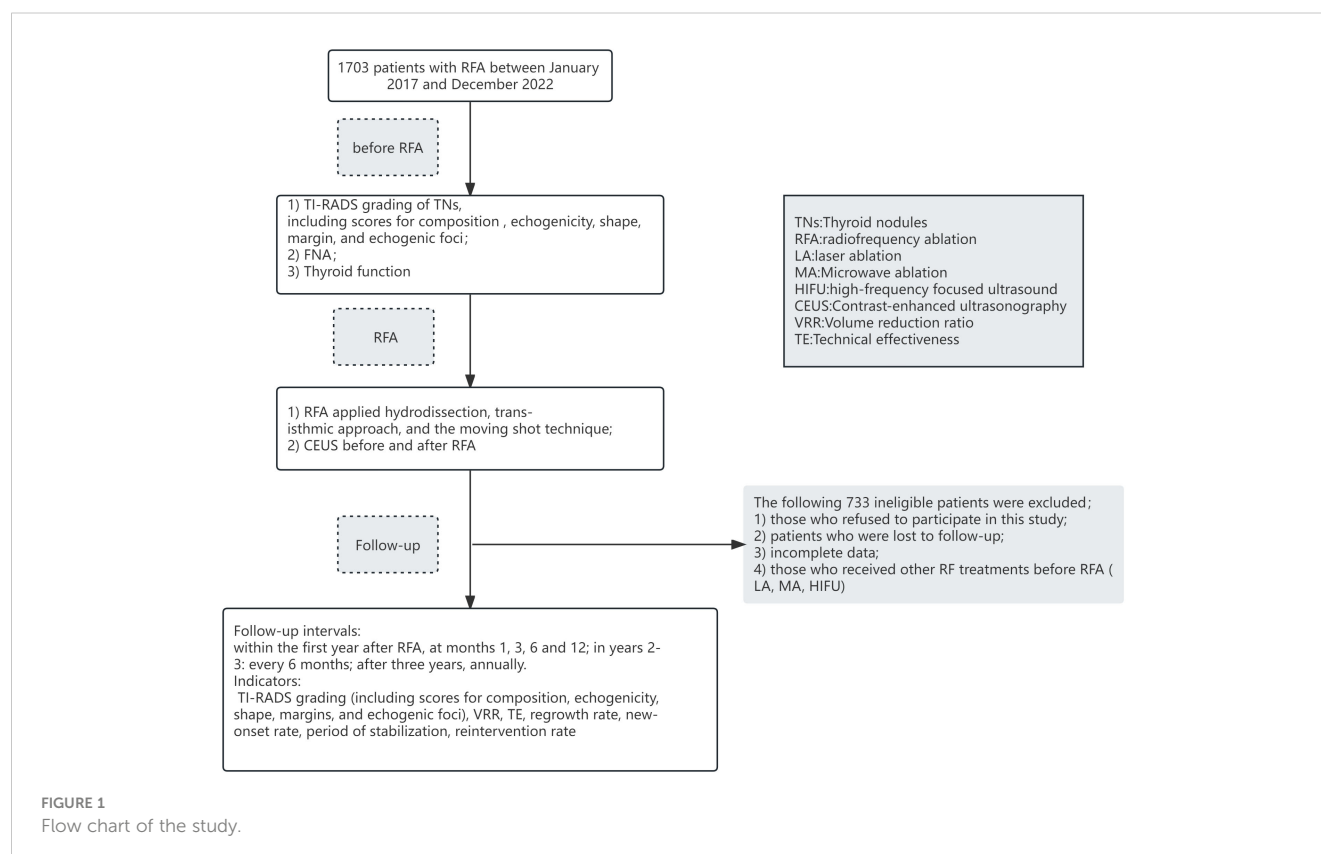 1703 patients with RFA between January
2017 and December 2022
before RFA
1) TI-RADS grading of TNs,
including scores for composition , echogenicity, shape,
margin, and echogenic foci;
2) FNA;
3) Thyroid function
TNs:Thyroid nodules
RFA:radiofrequency ablation
LA:laser ablation
MA:Microwave ablation
HIFU:high-frequency focused ultrasound
CEUS:Contrast-enhanced ultrasonography
VRR:Volume reduction ratio
TE:Technical effectiveness
RFA
1) RFA applied hydrodissection, trans-
isthmic approach, and the moving shot technique;
2) CEUS before and after RFA
Follow-up
The following 733 ineligible patients were excluded;
1) those who refused to participate in this study;
2) patients who were lost to follow-up;
3) incomplete data;
4) those who received other RF treatments before RFA (
LA, MA, HIFU)
Follow-up intervals:
within the first year after RFA, at months 1, 3, 6 and 12; in years 2-
3: every 6 months; after three years, annually.
Indicators:
TI-RADS grading (including scores for composition, echogenicity,
shape, margins, and echogenic foci), VRR, TE, regrowth rate, new-
onset rate, period of stabilization, reintervention rate
FIGURE 1
Flow chart of the study.